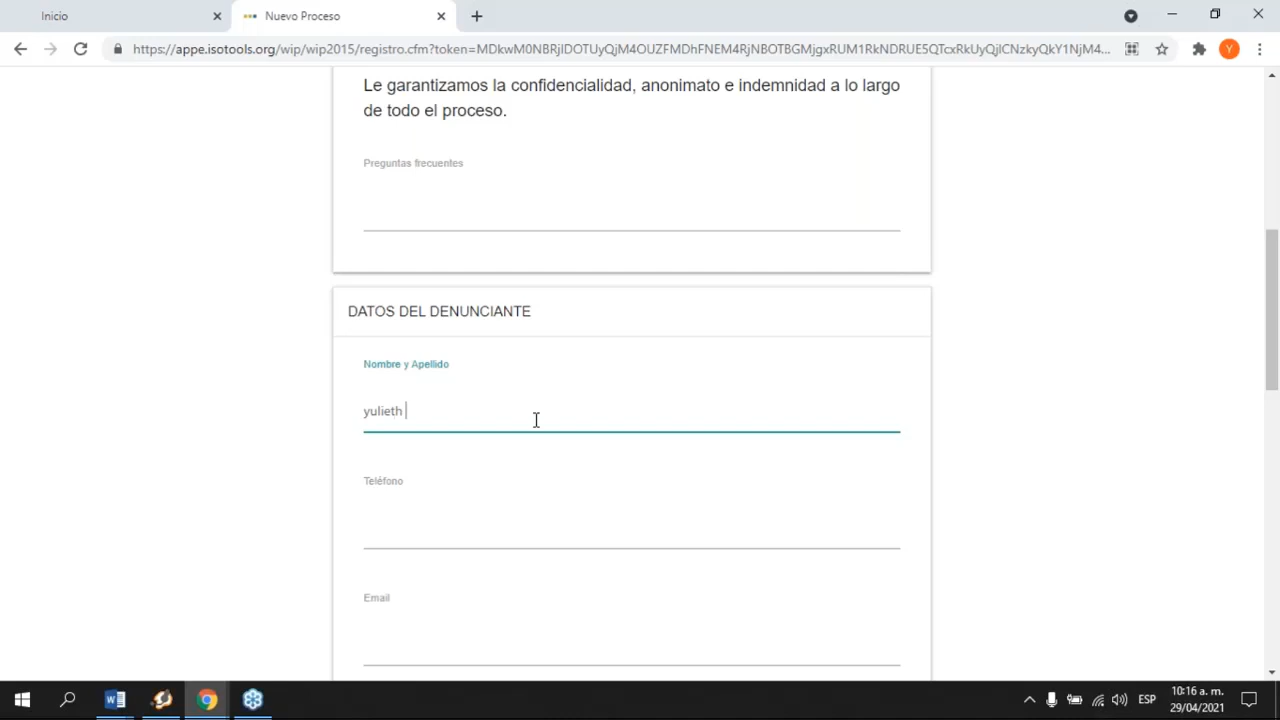 Inicio
Nuevo Proceso
https://appe.isotools.org/wip/wip2015/registro.cfm?token=
Le garantizamos la confidencialidad, anonimato e indemnidad a lo largo
de todo el proceso.
Preguntas frecuentes
DATOS DEL DENUNCIANTE
Nombre y Apellido
yulieth
Teléfono
Email
Y
ESP
10:16 a. m.
29/04/2021